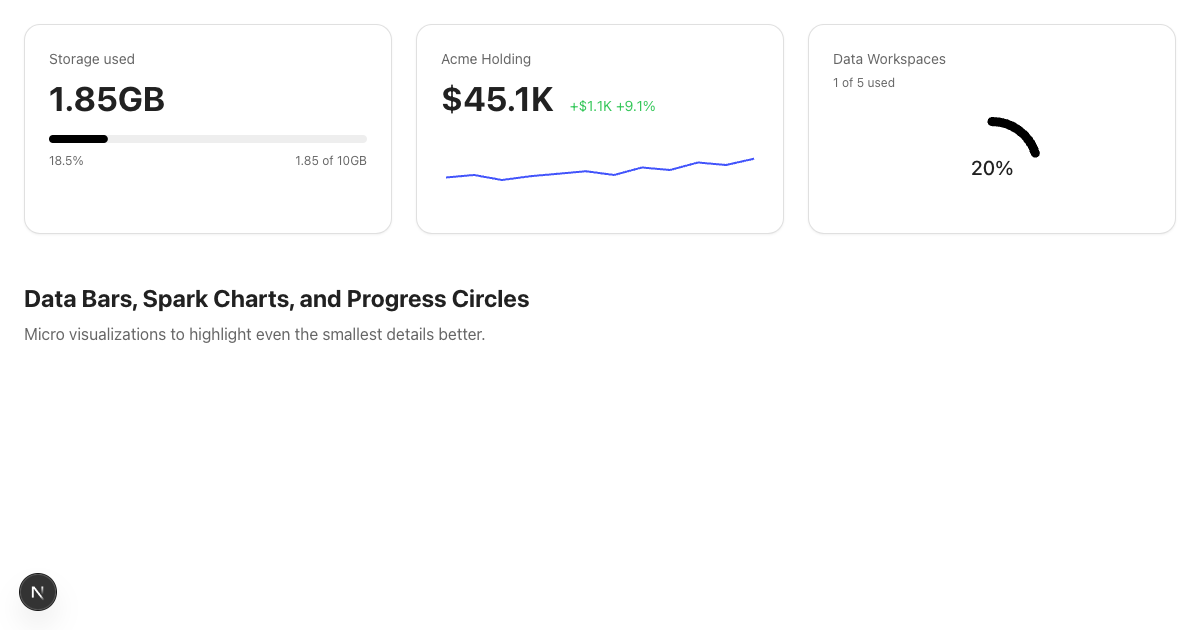 Storage used
1.85GB
18.5% 1.85 of 10GB
Acme Holding
$45.1K +$1.1K +9.1%
Data Workspaces
1 of 5 used
20%
Data Bars, Spark Charts, and Progress Circles
Micro visualizations to highlight even the smallest details better.
N